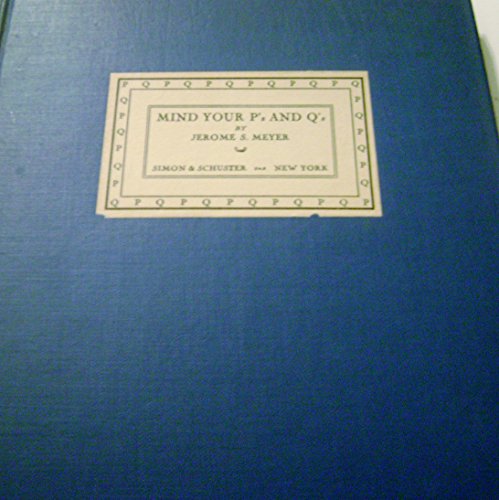 P Q P Q P Q P Q P Q P Q P Q
MIND YOUR P's AND Q's
BY
JEROME S. MEYER
SIMON & SCHUSTER NEW YORK
Q P Q P Q P Q P Q P Q P Q P